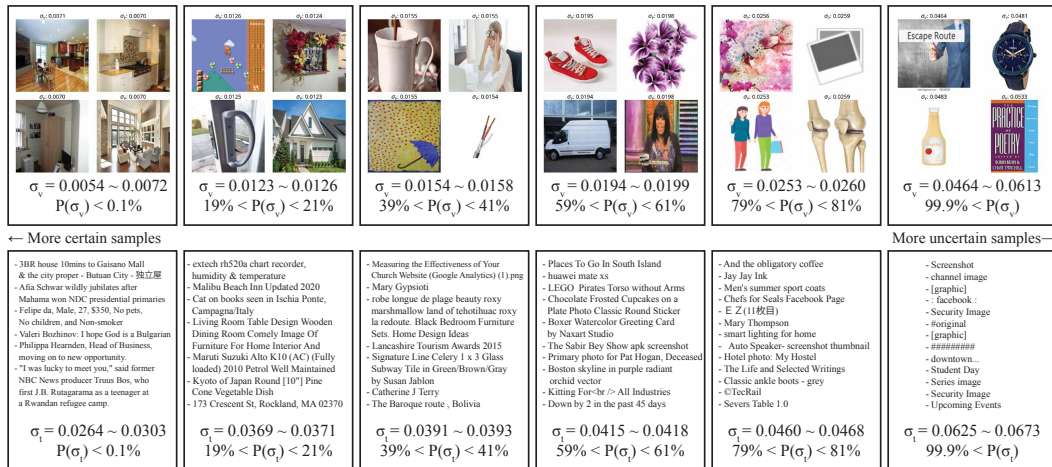 σv: 0.0071 σv: 0.0070
σv: 0.0070 σv: 0.0070
σv = 0.0054 ~ 0.0072
P(σv) < 0.1%
σv: 0.0126 σv: 0.0124
σv: 0.0125 σv: 0.0123
σv = 0.0123 ~ 0.0126
19% < P(σv) < 21%
σv: 0.0155 σv: 0.0155
σv: 0.0155 σv: 0.0154
σv = 0.0154 ~ 0.0158
39% < P(σv) < 41%
σv: 0.0195 σv: 0.0198
σv: 0.0198
σv = 0.0194 ~ 0.0199
59% < P(σv) < 61%
σv: 0.0256 σv: 0.0259
σv: 0.0253 σv: 0.0259
σv = 0.0253 ~ 0.0260
79% < P(σv) < 81%
σv: 0.0464 σv: 0.0481
Escape Route
σv: 0.0483 σv: 0.0533
THE
PRACTICE
OF
POETRY
σv = 0.0464 ~ 0.0613
99.9% < P(σv)
← More certain samples
More uncertain samples
- 3BR house 10mins to Gaisano Mall
& the city proper - Butuan City - 独立屋
- Afia Schwar wildly jubilates after
Mahama won NDC presidential primaries
- Felipe da, Male, 27, $350, No pets,
No children, and Non-smoker
- Valeri Bozhinov: I hope God is a Bulgarian
- Philippa Hearnden, Head of Business,
moving on to new opportunity.
- "I was lucky to meet you," said former
NBC News producer Truus Bos, who
first J.B. Rutagarama as a teenager at
a Rwandan refugee camp.
σt = 0.0264 ~ 0.0303
P(σt) < 0.1%
- extech rh520a chart recorder,
humidity & temperature
- Malibu Beach Inn Updated 2020
- Cat on books seen in Ischia Ponte,
Campagna/Italy
- Living Room Table Design Wooden
Dining Room Comely Image Of
Furniture For Home Interior And
- Maruti Suzuki Alto K10 (AC) (Fully
loaded) 2010 Petrol Well Maintained
- Kyoto of Japan Round [10"] Pine
Cone Vegetable Dish
- 173 Crescent St, Rockland, MA 02370
σt = 0.0369 ~ 0.0371
19% < P(σt) < 21%
- Measuring the Effectiveness of Your
Church Website (Google Analytics) (1).png
- Mary Gypsioti
- robe longue de plage beauty roxy
marshmallow land of tehotihuac roxy
la redoute. Black Bedroom Furniture
Sets. Home Design Ideas
- Lancashire Tourism Awards 2015
- Signature Line Celery 1 x 3 Glass
Subway Tile in Green/Brown/Gray
by Susan Jablon
- Catherine J Terry
- The Baroque route , Bolivia
σt = 0.0391 ~ 0.0393
39% < P(σt) < 41%
- Places To Go In South Island
- huawei mate xs
- LEGO Pirates Torso without Arms
- Chocolate Frosted Cupcakes on a
Plate Photo Classic Round Sticker
- Boxer Watercolor Greeting Card
by Naxart Studio
- The Sabir Bey Show apk screenshot
- Primary photo for Pat Hogan, Deceased
- Boston skyline in purple radiant
orchid vector
- Kitting For<br /> All Industries
- Down by 2 in the past 45 days
σt = 0.0415 ~ 0.0418
59% < P(σt) < 61%
- And the obligatory coffee
- Jay Jay Ink
- Men's summer sport coats
- Chefs for Seals Facebook Page
- ＥＺ(11枚目)
- Mary Thompson
- smart lighting for home
- Auto Speaker- screenshot thumbnail
- Hotel photo: My Hostel
- The Life and Selected Writings
- Classic ankle boots - grey
- ©TecRail
- Severs Table 1.0
σt = 0.0460 ~ 0.0468
79% < P(σt) < 81%
- Screenshot
- channel image
- [graphic]
- : facebook :
- Security Image
- #original
- [graphic]
- #########
- downtown...
- Student Day
- Series image
- Security Image
- Upcoming Events
σt = 0.0625 ~ 0.0673
99.9% < P(σt)